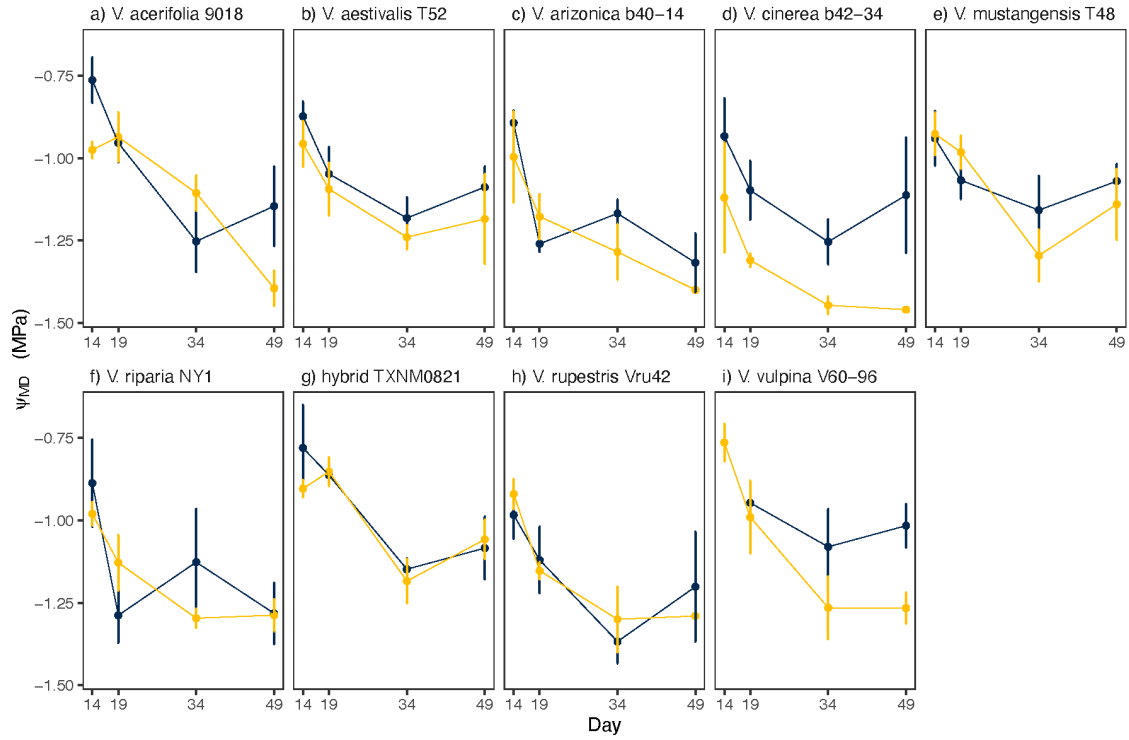 a) V. acerifolia 9018
b) V. aestivalis T52
c) V. arizonica b40−14
d) V. cinerea b42−34
e) V. mustangensis T48
−0.75
−1.00
−1.25
−1.50
14 19 34 49
14 19 34 49
14 19 34 49
14 19 34 49
14 19 34 49
ΨMD (MPa)
f) V. riparia NY1
g) hybrid TXNM0821
h) V. rupestris Vru42
i) V. vulpina V60−96
−0.75
−1.00
−1.25
−1.50
14 19 34 49
14 19 34 49
14 19 34 49
14 19 34 49
Day